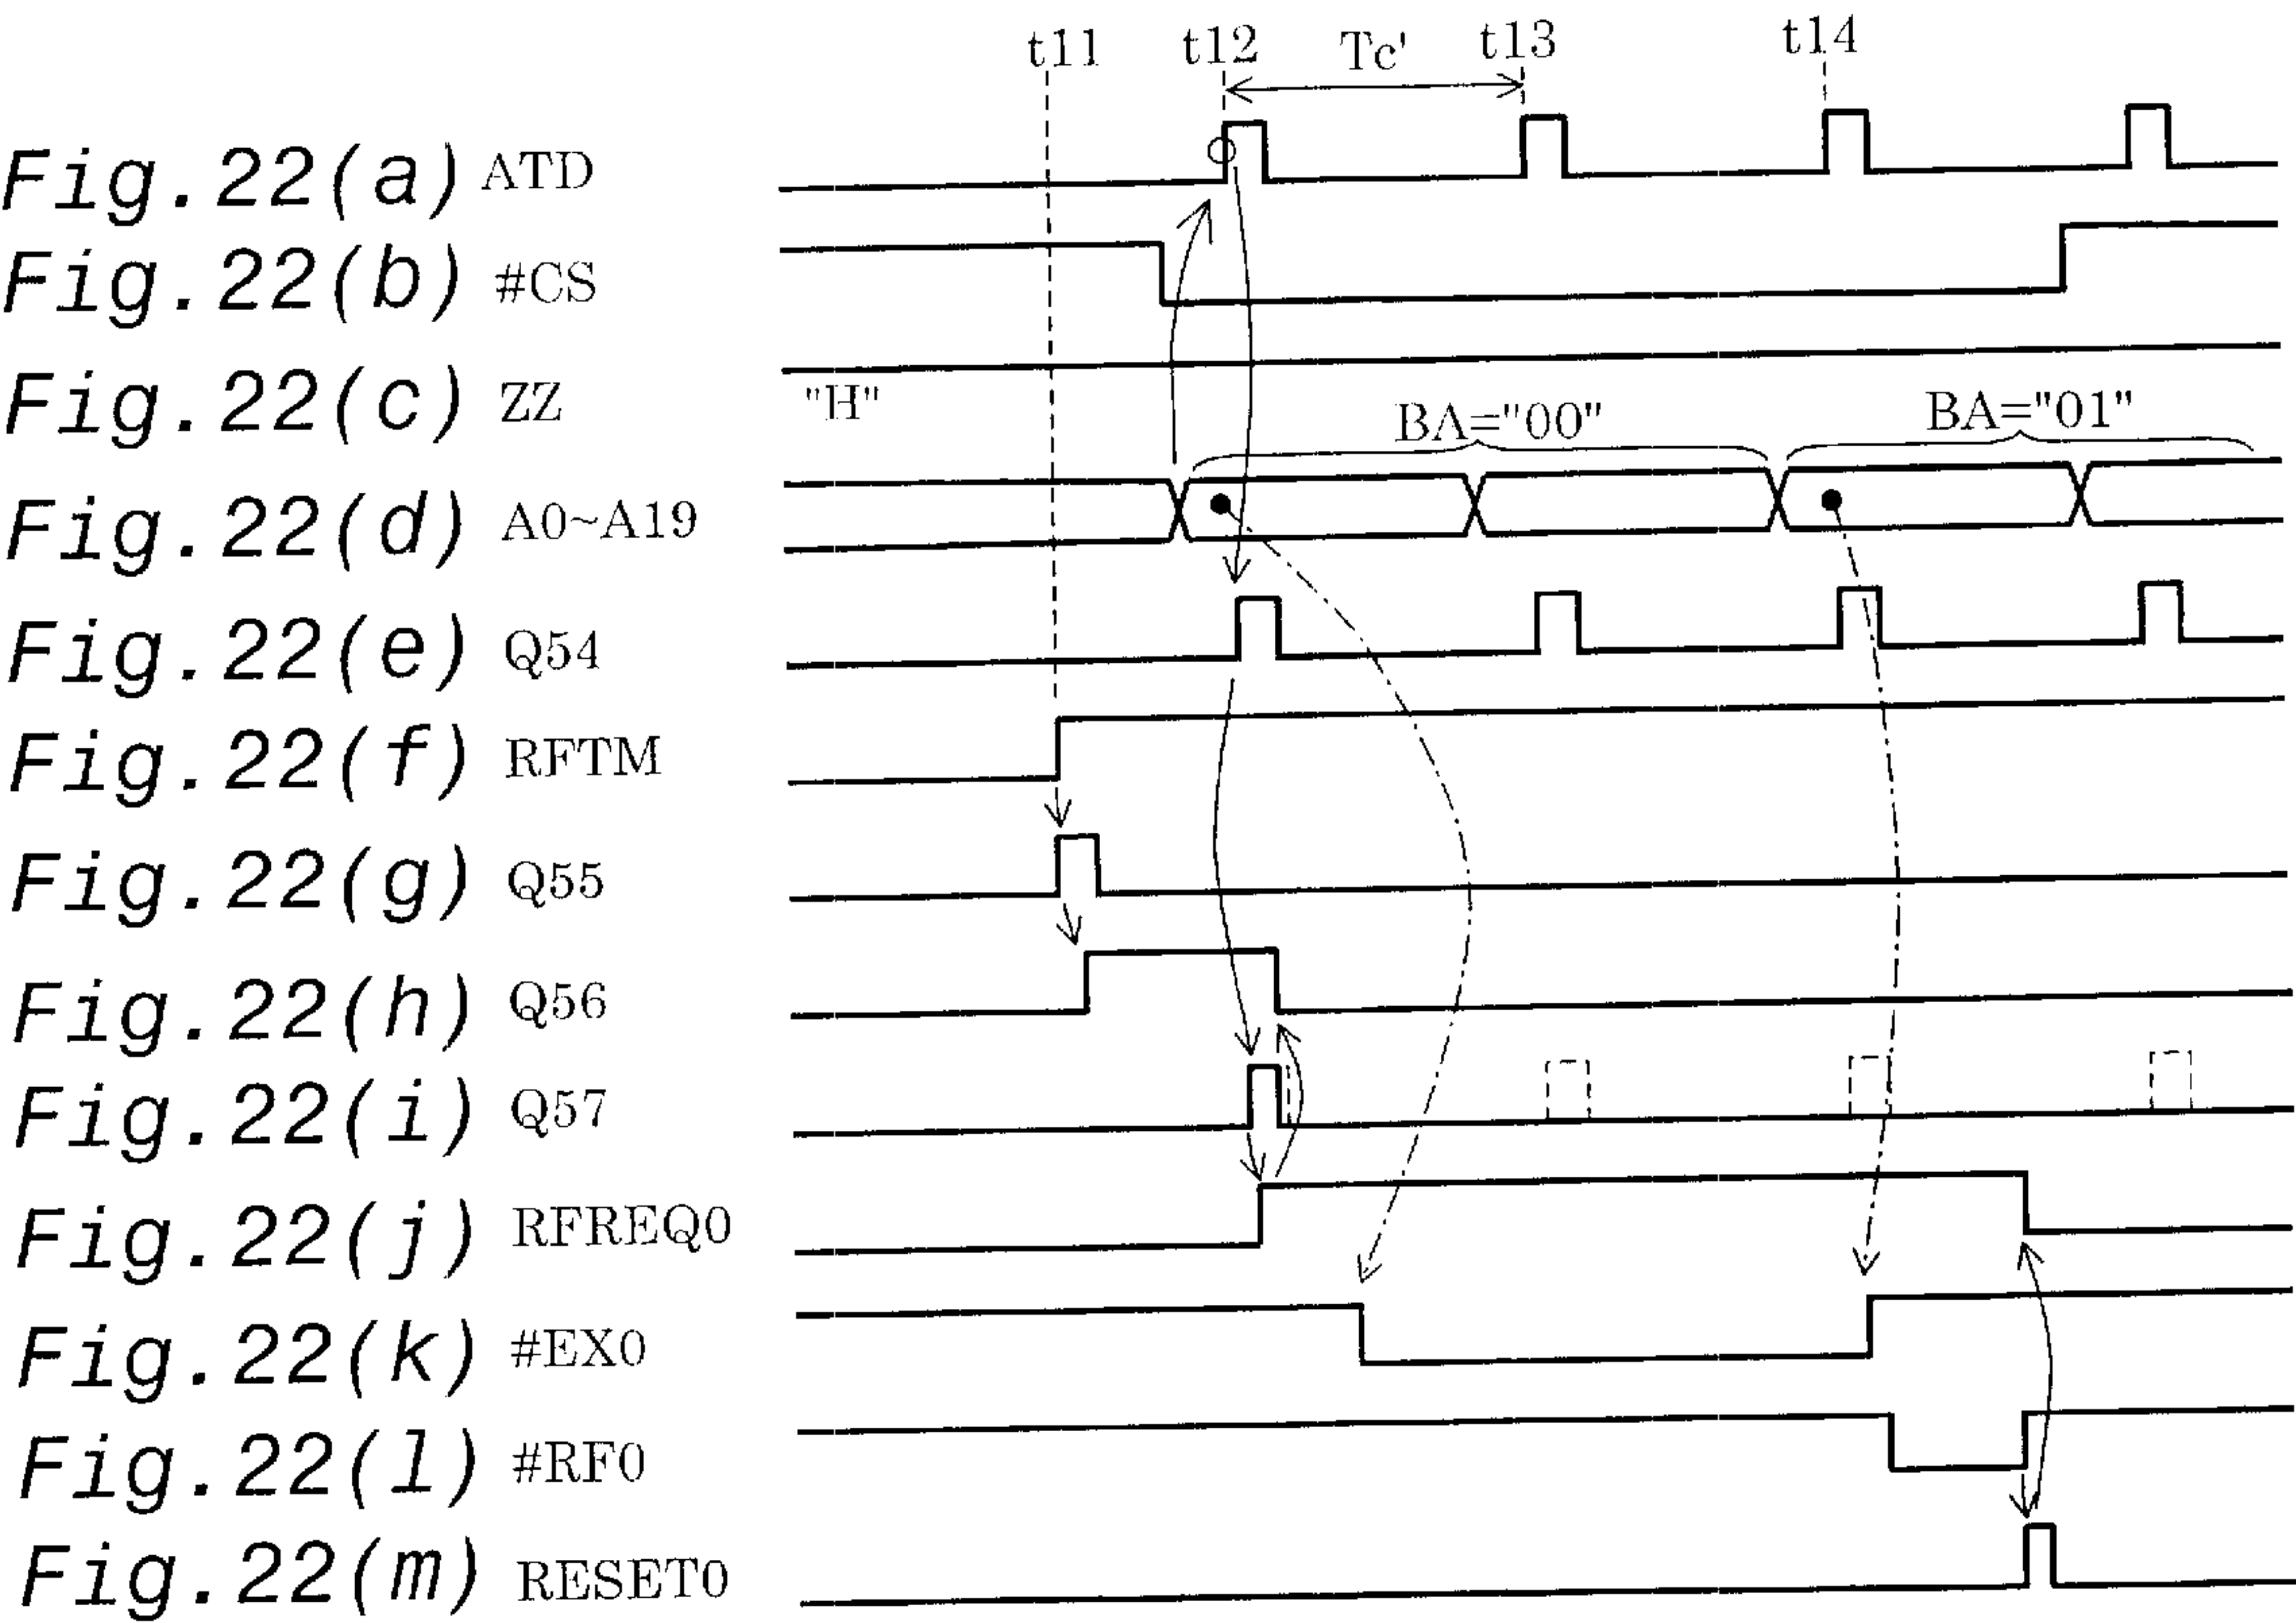 t11 t12 Tc' t13 t14
Fig.22(a) ATD
Fig.22(b) #CS
Fig.22(c) ZZ "H"
BA="00" BA="01"
Fig.22(d) A0~A19
Fig.22(e) Q54
Fig.22(f) RFTM
Fig.22(g) Q55
Fig.22(h) Q56
Fig.22(i) Q57
Fig.22(j) RFREQ0
Fig.22(k) #EX0
Fig.22(l) #RF0
Fig.22(m) RESET0